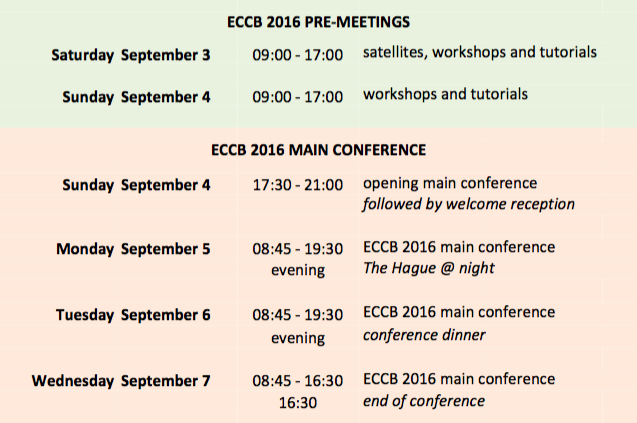 ECCB 2016 PRE-MEETINGS
Saturday September 3 09:00 - 17:00 satellites, workshops and tutorials
Sunday September 4 09:00 - 17:00 workshops and tutorials
ECCB 2016 MAIN CONFERENCE
Sunday September 4 17:30 - 21:00 opening main conference
followed by welcome reception
Monday September 5 08:45 - 19:30 ECCB 2016 main conference
evening The Hague @ night
Tuesday September 6 08:45 - 19:30 ECCB 2016 main conference
evening conference dinner
Wednesday September 7 08:45 - 16:30 ECCB 2016 main conference
16:30 end of conference